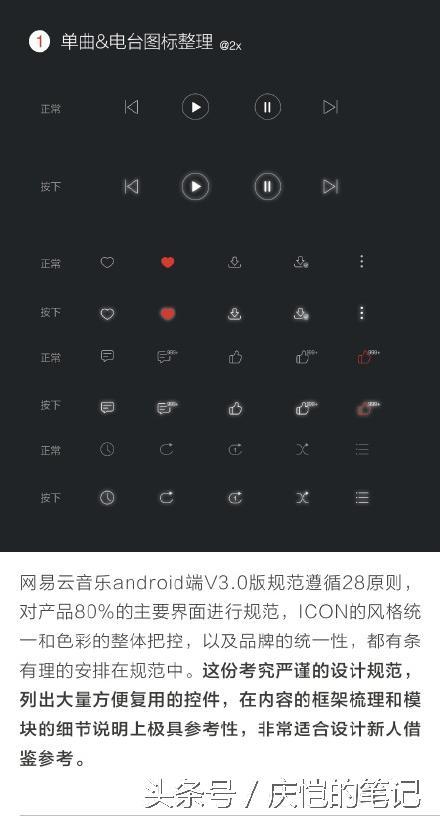 1 单曲&电台图标整理 @2x
正常
按下
正常
按下
正常 999+ 999+ 999+
按下 999+ 999+ 999+
正常 1
按下 1
网易云音乐android端V3.0版规范遵循28原则，
对产品80%的主要界面进行规范，ICON的风格统
一和色彩的整体把控，以及品牌的统一性，都有条
有理的安排在规范中。这份考究严谨的设计规范，
列出大量方便复用的控件，在内容的框架梳理和模
块的细节说明上极具参考性，非常适合设计新人借
鉴参考。
头条号 / 庆恺的笔记